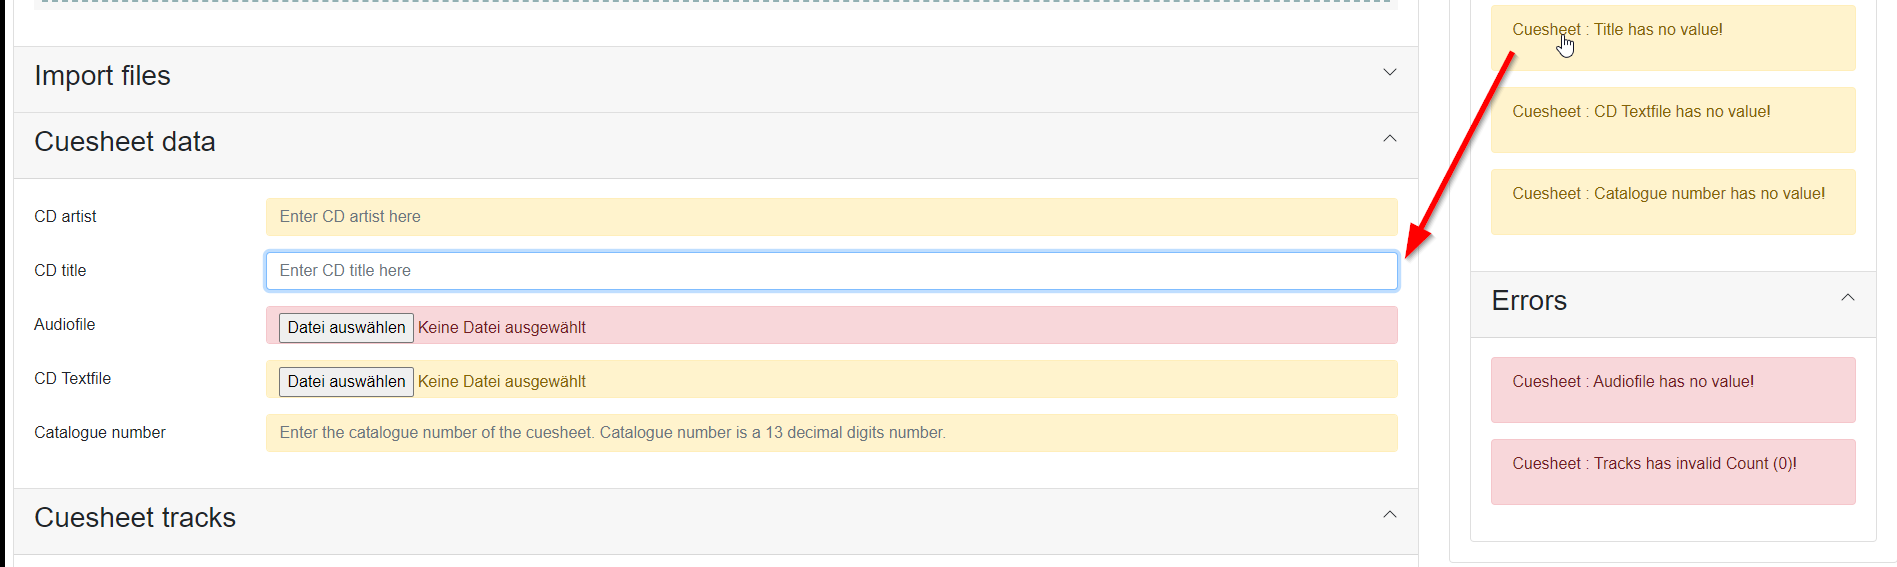 Import files
Cuesheet data
CD artist
Enter CD artist here
CD title
Enter CD title here
Audiofile
Datei auswählen Keine Datei ausgewählt
CD Textfile
Datei auswählen Keine Datei ausgewählt
Catalogue number
Enter the catalogue number of the cuesheet. Catalogue number is a 13 decimal digits number.
Cuesheet tracks
Cuesheet : Title has no value!
Cuesheet : CD Textfile has no value!
Cuesheet : Catalogue number has no value!
Errors
Cuesheet : Audiofile has no value!
Cuesheet : Tracks has invalid Count (0)!